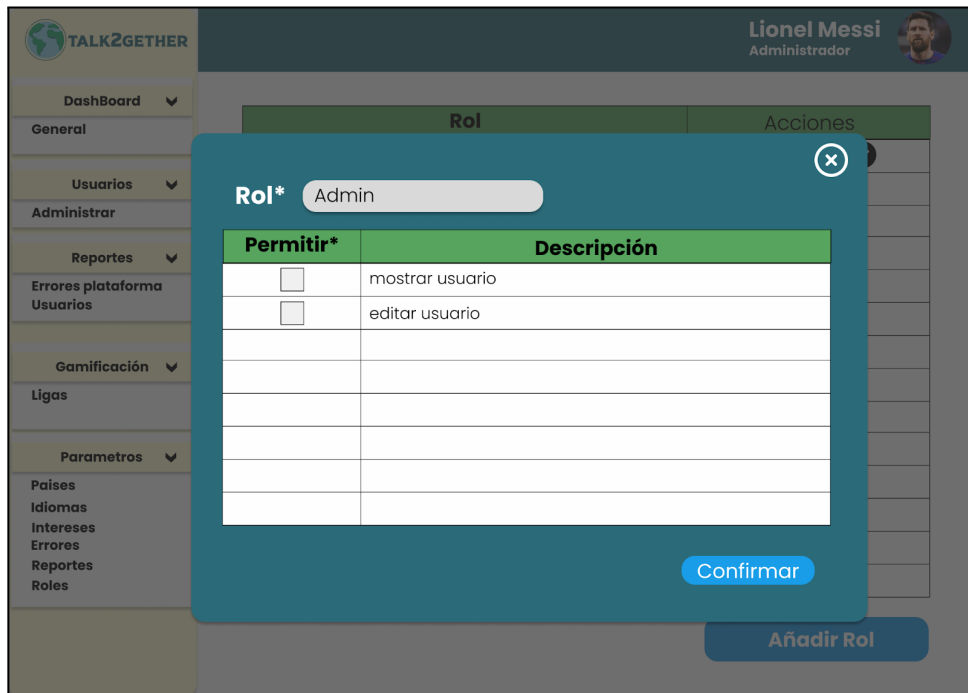 TALK2GETHER
Lionel Messi
Administrador
DashBoard
General
Usuarios
Administrar
Reportes
Errores plataforma
Usuarios
Gamificación
Ligas
Parametros
Paises
Idiomas
Intereses
Errores
Reportes
Roles
Rol Acciones
Rol* Admin
Permitir* Descripción
mostrar usuario
editar usuario
Confirmar
Añadir Rol